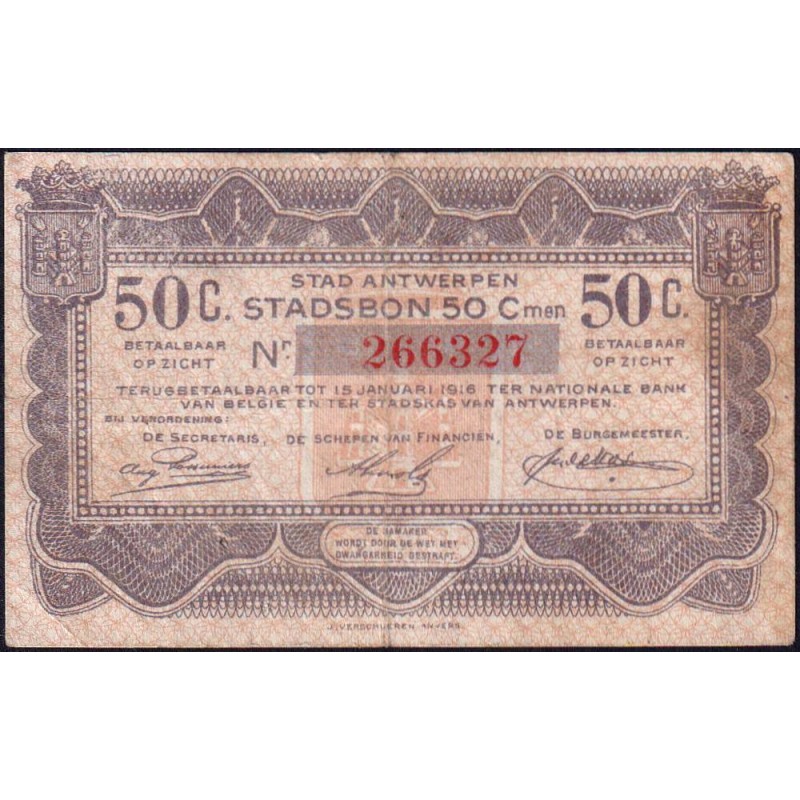 STAD ANTWERPEN
50 C. STADSBON 50 Cmen 50 C.
BETAALBAAR OP ZICHT Nr. 266327 BETAALBAAR OP ZICHT
TERUGBETAALBAAR TOT 15 JANUARI 1916 TER NATIONALE BANK
VAN BELGIE EN TER STADSKAS VAN ANTWERPEN.
BIJ VERORDENING:
DE SECRETARIS, DE SCHEPEN VAN FINANCIEN, DE BURGEMEESTER,
DE NAMAKER
WORDT DOOR DE WET MET
DWANGARBEID GESTRAFT.
J. VERSCHUEREN ANVERS.